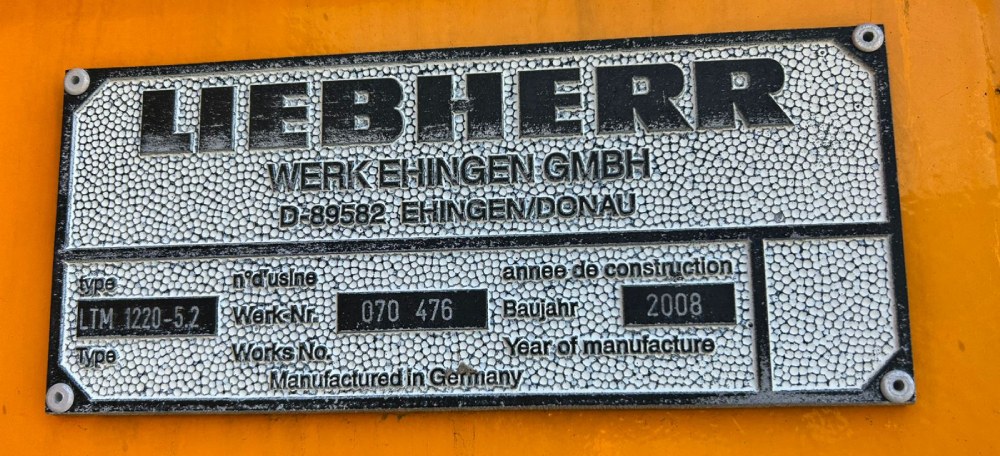 LIEBHERR
WERK EHINGEN GMBH
D-89582 EHINGEN/DONAU
type n°d'usine annee de construction
LTM 1220-5.2 Werk-Nr. 070 476 Baujahr 2008
Type Works No. Year of manufacture
Manufactured in Germany